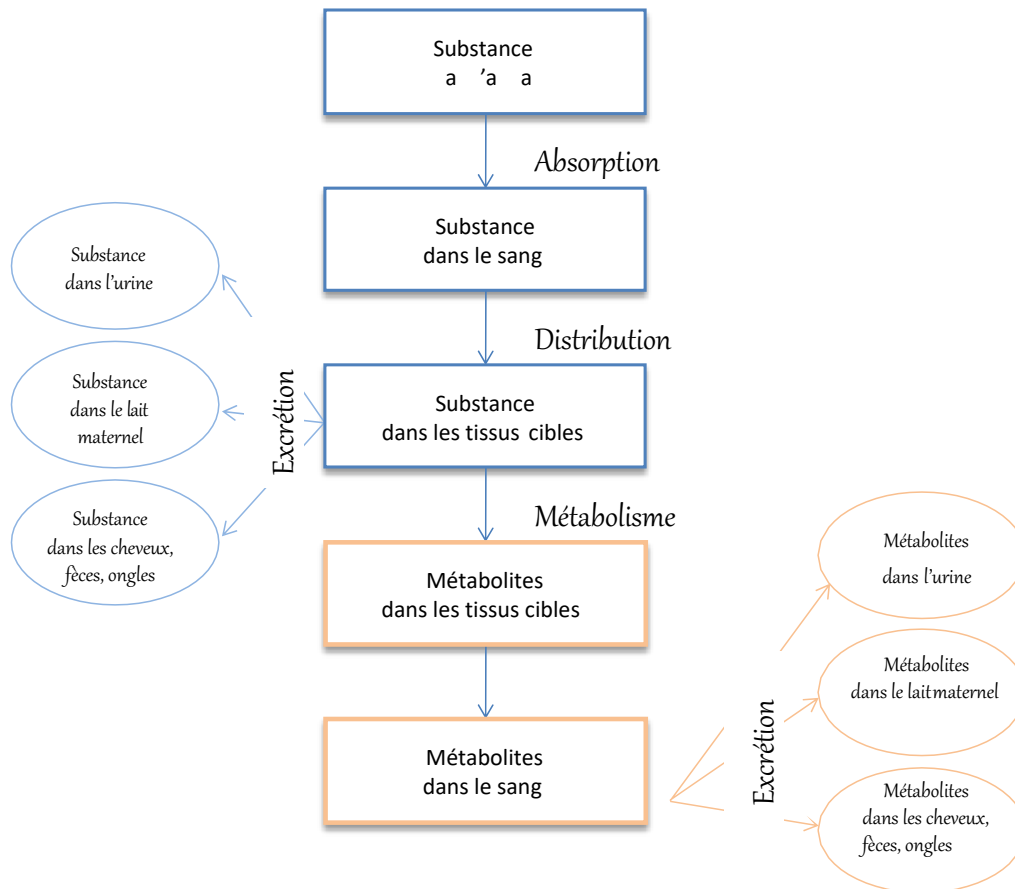 Substance
a 'a a
Absorption
Substance
dans le sang
Distribution
Substance
dans l'urine
Substance
dans le lait
maternel
Substance
dans les cheveux,
fèces, ongles
Excrétion
Substance
dans les tissus cibles
Métabolisme
Métabolites
dans les tissus cibles
Métabolites
dans le sang
Excrétion
Métabolites
dans l'urine
Métabolites
dans le lait maternel
Métabolites
dans les cheveux,
fèces, ongles